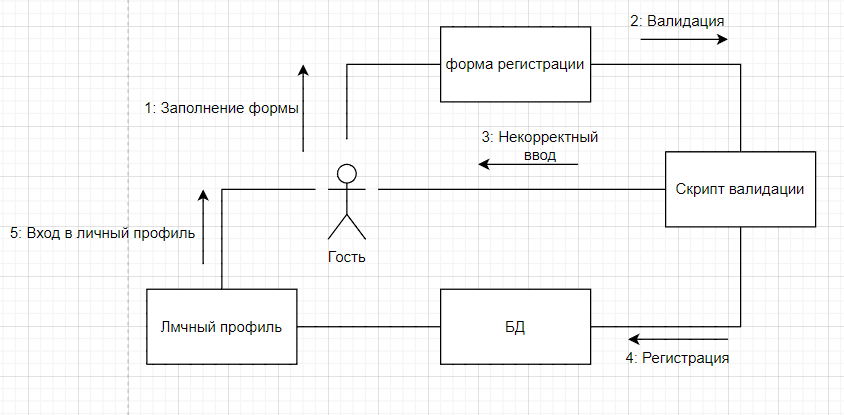 2: Валидация
форма регистрации
1: Заполнение формы
3: Некорректный
ввод
Скрипт валидации
5: Вход в личный профиль
Гость
Лмчный профиль
БД
4: Регистрация